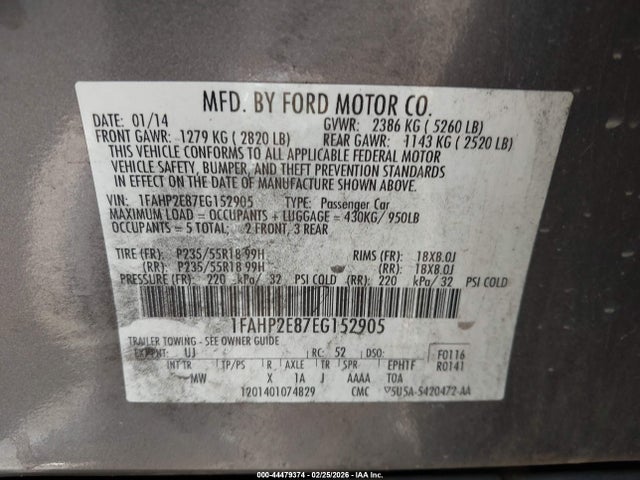 MFD. BY FORD MOTOR CO.
DATE: 01/14 GVWR: 2386 KG ( 5260 LB)
FRONT GAWR: 1279 KG ( 2820 LB) REAR GAWR: 1143 KG ( 2520 LB)
THIS VEHICLE CONFORMS TO ALL APPLICABLE FEDERAL MOTOR
VEHICLE SAFETY, BUMPER, AND THEFT PREVENTION STANDARDS
IN EFFECT ON THE DATE OF MANUFACTURE SHOWN ABOVE.
VIN: 1FAHP2E87EG152905 TYPE: Passenger Car
MAXIMUM LOAD = OCCUPANTS + LUGGAGE = 430KG/950LB
OCCUPANTS = 5 TOTAL: 2 FRONT, 3 REAR
TIRE (FR): P235/55R18 99H RIMS (FR): 18X8.0J
(RR): P235/55R18 99H (RR): 18X8.0J
PRESSURE (FR): 220 kPa/ 32 PSI COLD (RR): 220 kPa/ 32 PSI COLD
1FAHP2E87EG152905
TRAILER TOWING - SEE OWNER GUIDE
EXT PNT: UJ RC: 52 DSO: F0116
INT TR TP/PS R AXLE TR SPR EPHTF R0141
MW X 1A J AAAA T0A
1201401074829 CMC ▽5U5A-5420472-AA
000-44479374 - 02/25/2026 - IAA Inc.